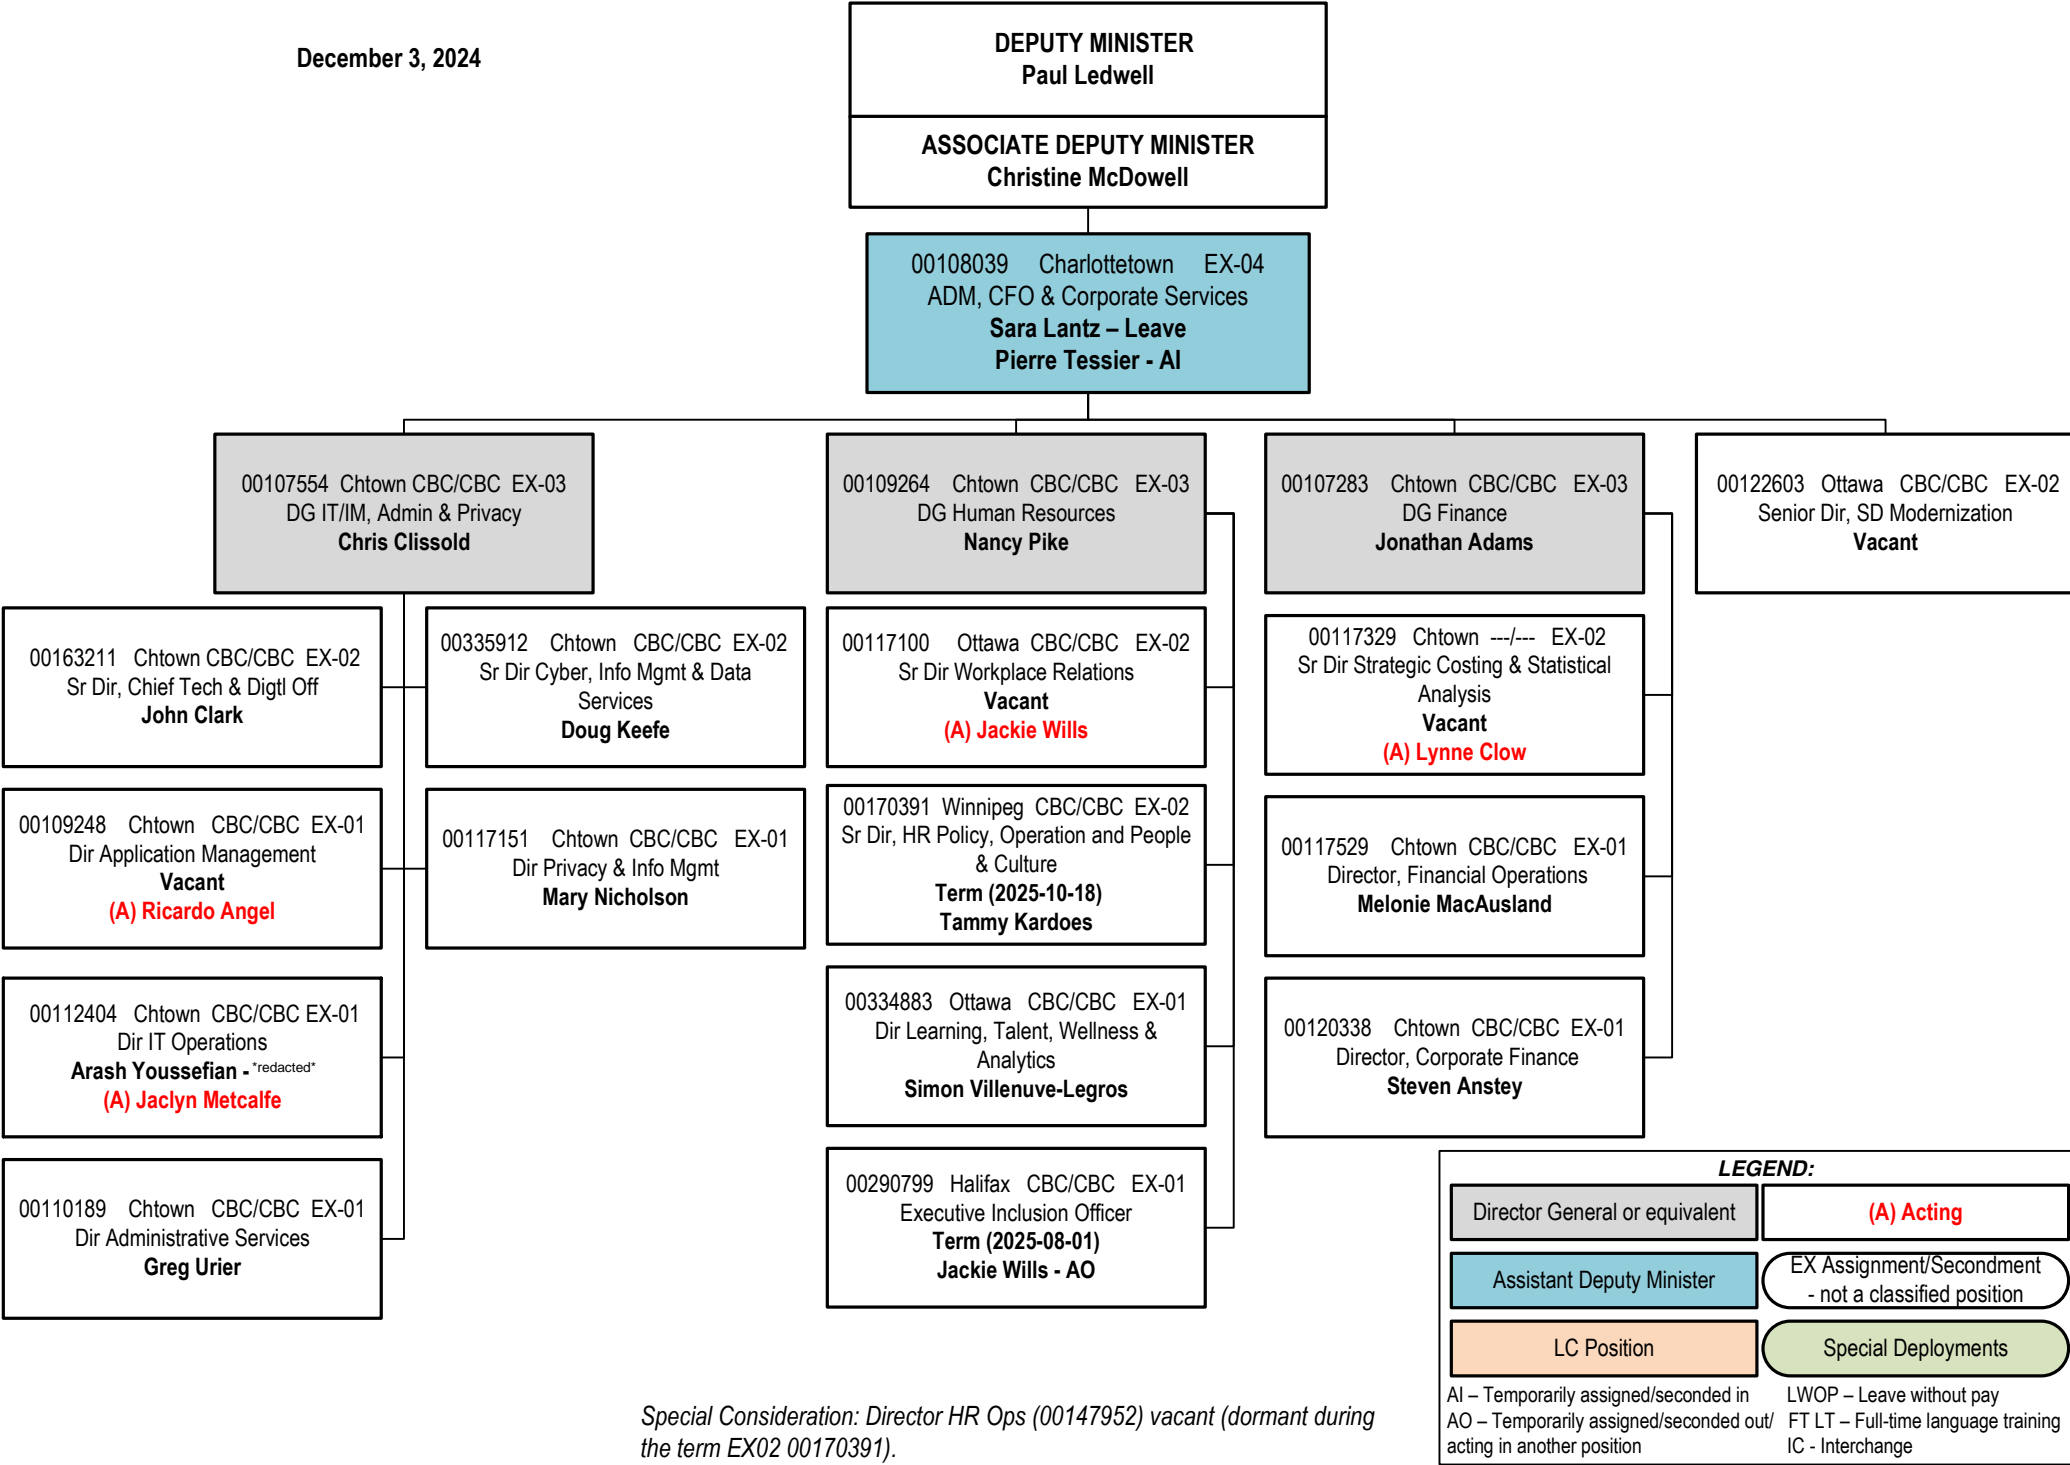 December 3, 2024
DEPUTY MINISTER
Paul Ledwell
ASSOCIATE DEPUTY MINISTER
Christine McDowell
00108039 Charlottetown EX-04
ADM, CFO & Corporate Services
Sara Lantz – Leave
Pierre Tessier - AI
00107554 Chtown CBC/CBC EX-03
DG IT/IM, Admin & Privacy
Chris Clissold
00109264 Chtown CBC/CBC EX-03
DG Human Resources
Nancy Pike
00107283 Chtown CBC/CBC EX-03
DG Finance
Jonathan Adams
00122603 Ottawa CBC/CBC EX-02
Senior Dir, SD Modernization
Vacant
00163211 Chtown CBC/CBC EX-02
Sr Dir, Chief Tech & Digtl Off
John Clark
00335912 Chtown CBC/CBC EX-02
Sr Dir Cyber, Info Mgmt & Data
Services
Doug Keefe
00117100 Ottawa CBC/CBC EX-02
Sr Dir Workplace Relations
Vacant
(A) Jackie Wills
00117329 Chtown ---/--- EX-02
Sr Dir Strategic Costing & Statistical
Analysis
Vacant
(A) Lynne Clow
00109248 Chtown CBC/CBC EX-01
Dir Application Management
Vacant
(A) Ricardo Angel
00117151 Chtown CBC/CBC EX-01
Dir Privacy & Info Mgmt
Mary Nicholson
00170391 Winnipeg CBC/CBC EX-02
Sr Dir, HR Policy, Operation and People
& Culture
Term (2025-10-18)
Tammy Kardoes
00117529 Chtown CBC/CBC EX-01
Director, Financial Operations
Melonie MacAusland
00112404 Chtown CBC/CBC EX-01
Dir IT Operations
Arash Youssefian - *redacted*
(A) Jaclyn Metcalfe
00334883 Ottawa CBC/CBC EX-01
Dir Learning, Talent, Wellness &
Analytics
Simon Villenuve-Legros
00120338 Chtown CBC/CBC EX-01
Director, Corporate Finance
Steven Anstey
00110189 Chtown CBC/CBC EX-01
Dir Administrative Services
Greg Urier
00290799 Halifax CBC/CBC EX-01
Executive Inclusion Officer
Term (2025-08-01)
Jackie Wills - AO
LEGEND:
Director General or equivalent
(A) Acting
Assistant Deputy Minister
EX Assignment/Secondment
- not a classified position
LC Position
Special Deployments
AI – Temporarily assigned/seconded in
AO – Temporarily assigned/seconded out/
acting in another position
LWOP – Leave without pay
FT LT – Full-time language training
IC - Interchange
Special Consideration: Director HR Ops (00147952) vacant (dormant during
the term EX02 00170391).